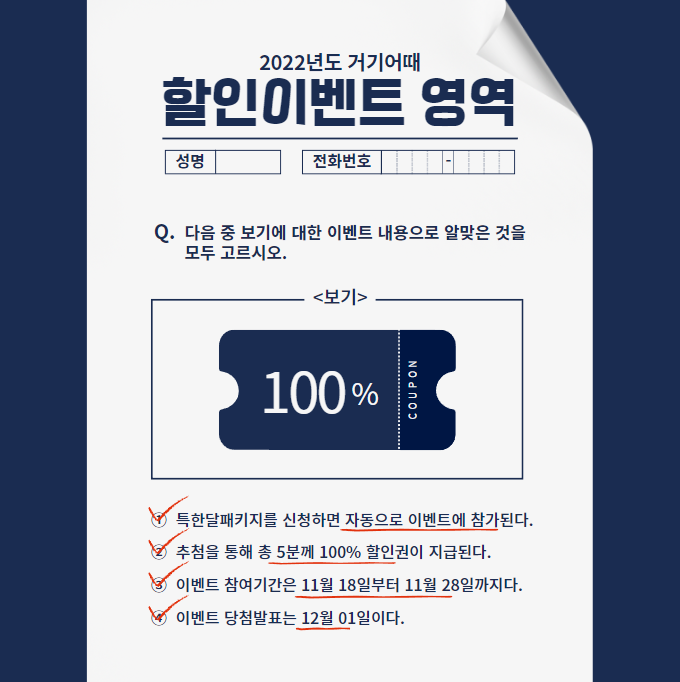 2022년도 거기어때
할인이벤트 영역
성명 전화번호 -
Q. 다음 중 보기에 대한 이벤트 내용으로 알맞은 것을
모두 고르시오.
<보기>
100%
COUPON
① 특한달패키지를 신청하면 자동으로 이벤트에 참가된다.
② 추첨을 통해 총 5분께 100% 할인권이 지급된다.
③ 이벤트 참여기간은 11월 18일부터 11월 28일까지다.
④ 이벤트 당첨발표는 12월 01일이다.